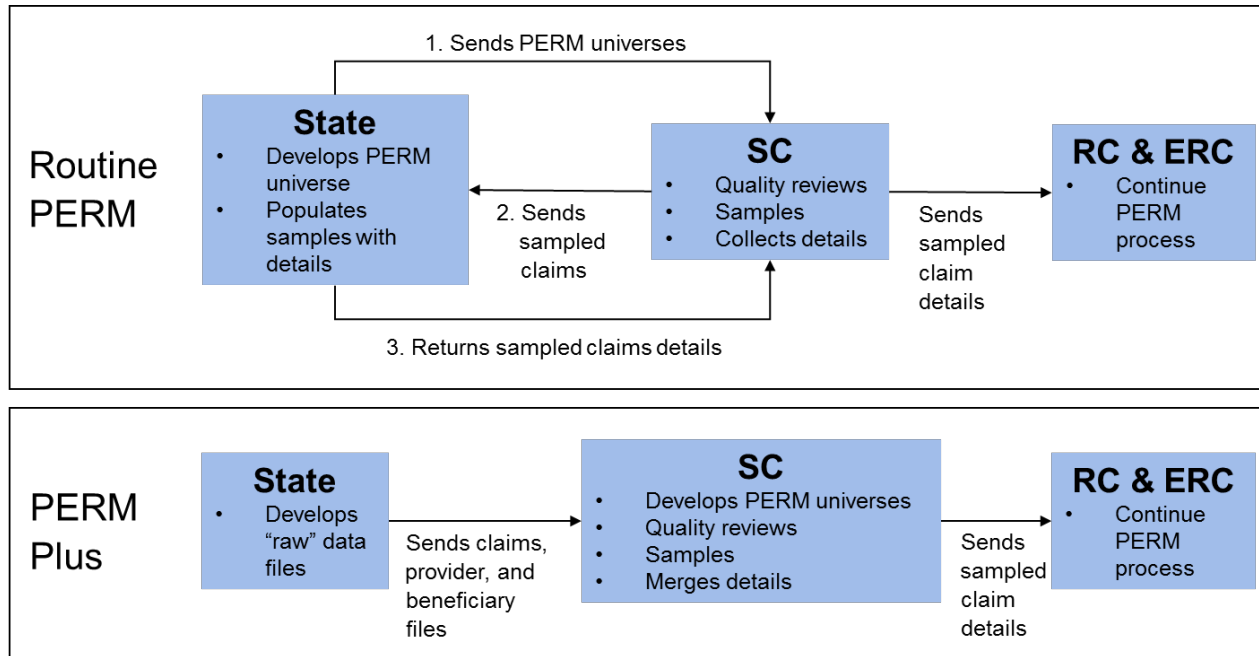 Routine
PERM
1. Sends PERM universes
State
• Develops PERM
universe
• Populates
samples with
details
2. Sends
sampled
claims
3. Returns sampled claims details
SC
• Quality reviews
• Samples
• Collects details
Sends
sampled
claim
details
RC & ERC
• Continue
PERM
process
PERM
Plus
State
• Develops
“raw” data
files
Sends claims,
provider, and
beneficiary
files
SC
• Develops PERM universes
• Quality reviews
• Samples
• Merges details
Sends
sampled
claim
details
RC & ERC
• Continue
PERM
process